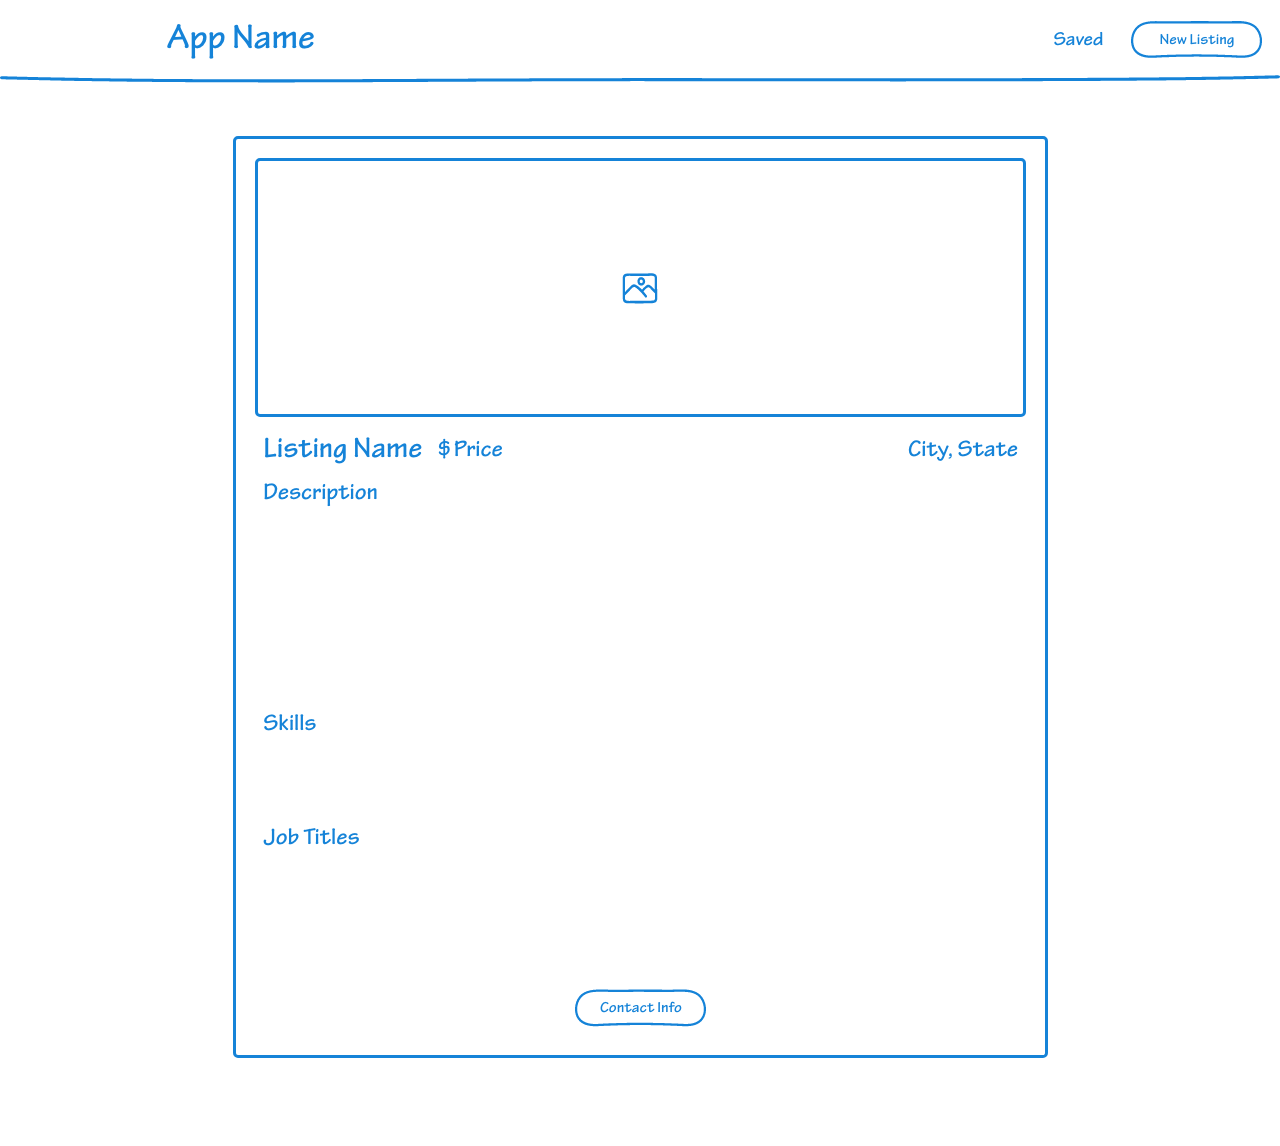 App Name
Saved
New Listing
Listing Name $ Price City, State
Description
Skills
Job Titles
Contact Info